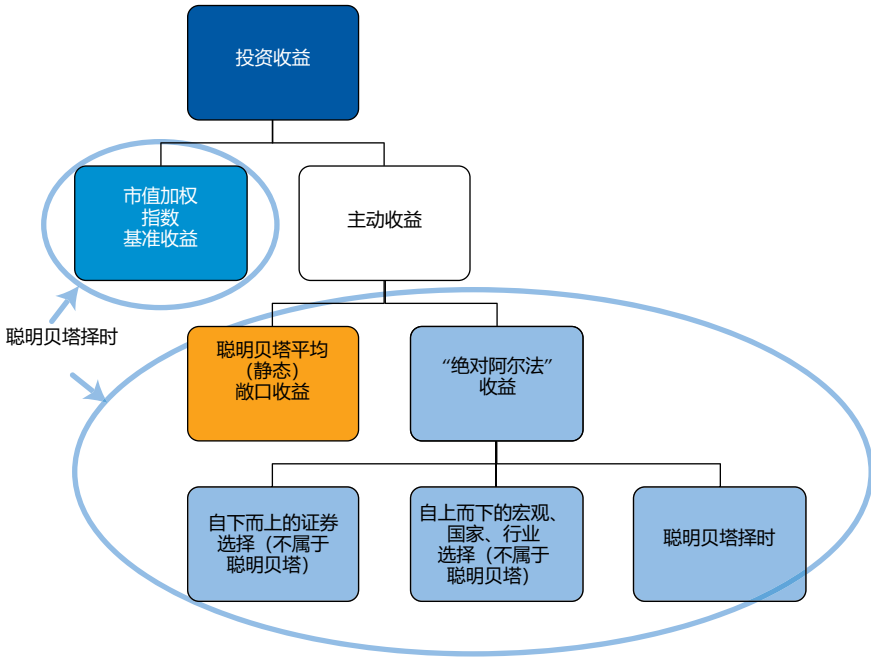 投资收益
市值加权
指数
基准收益
主动收益
聪明贝塔择时
聪明贝塔平均
（静态）
敞口收益
“绝对阿尔法”
收益
自下而上的证券
选择（不属于
聪明贝塔）
自上而下的宏观、
国家、行业
选择（不属于
聪明贝塔）
聪明贝塔择时